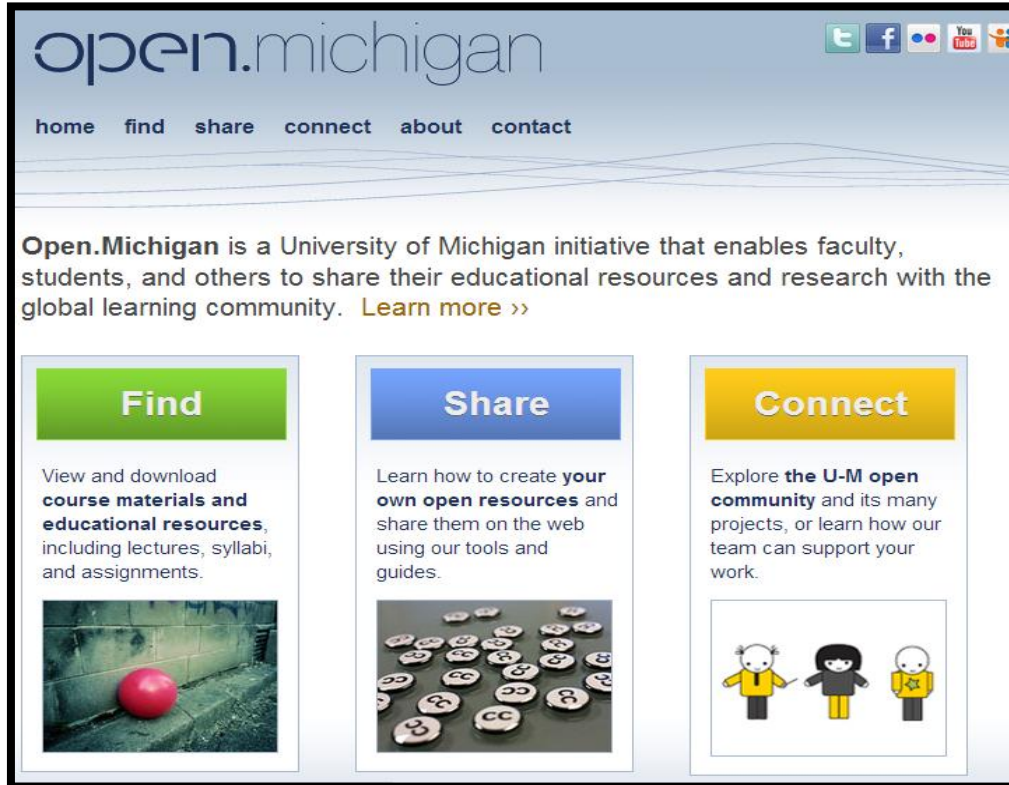 open.michigan
You
Tube
home find share connect about contact
Open.Michigan is a University of Michigan initiative that enables faculty,
students, and others to share their educational resources and research with the
global learning community. Learn more ››
Find
View and download
course materials and
educational resources,
including lectures, syllabi,
and assignments.
Share
Learn how to create your
own open resources and
share them on the web
using our tools and
guides.
cc
Connect
Explore the U-M open
community and its many
projects, or learn how our
team can support your
work.